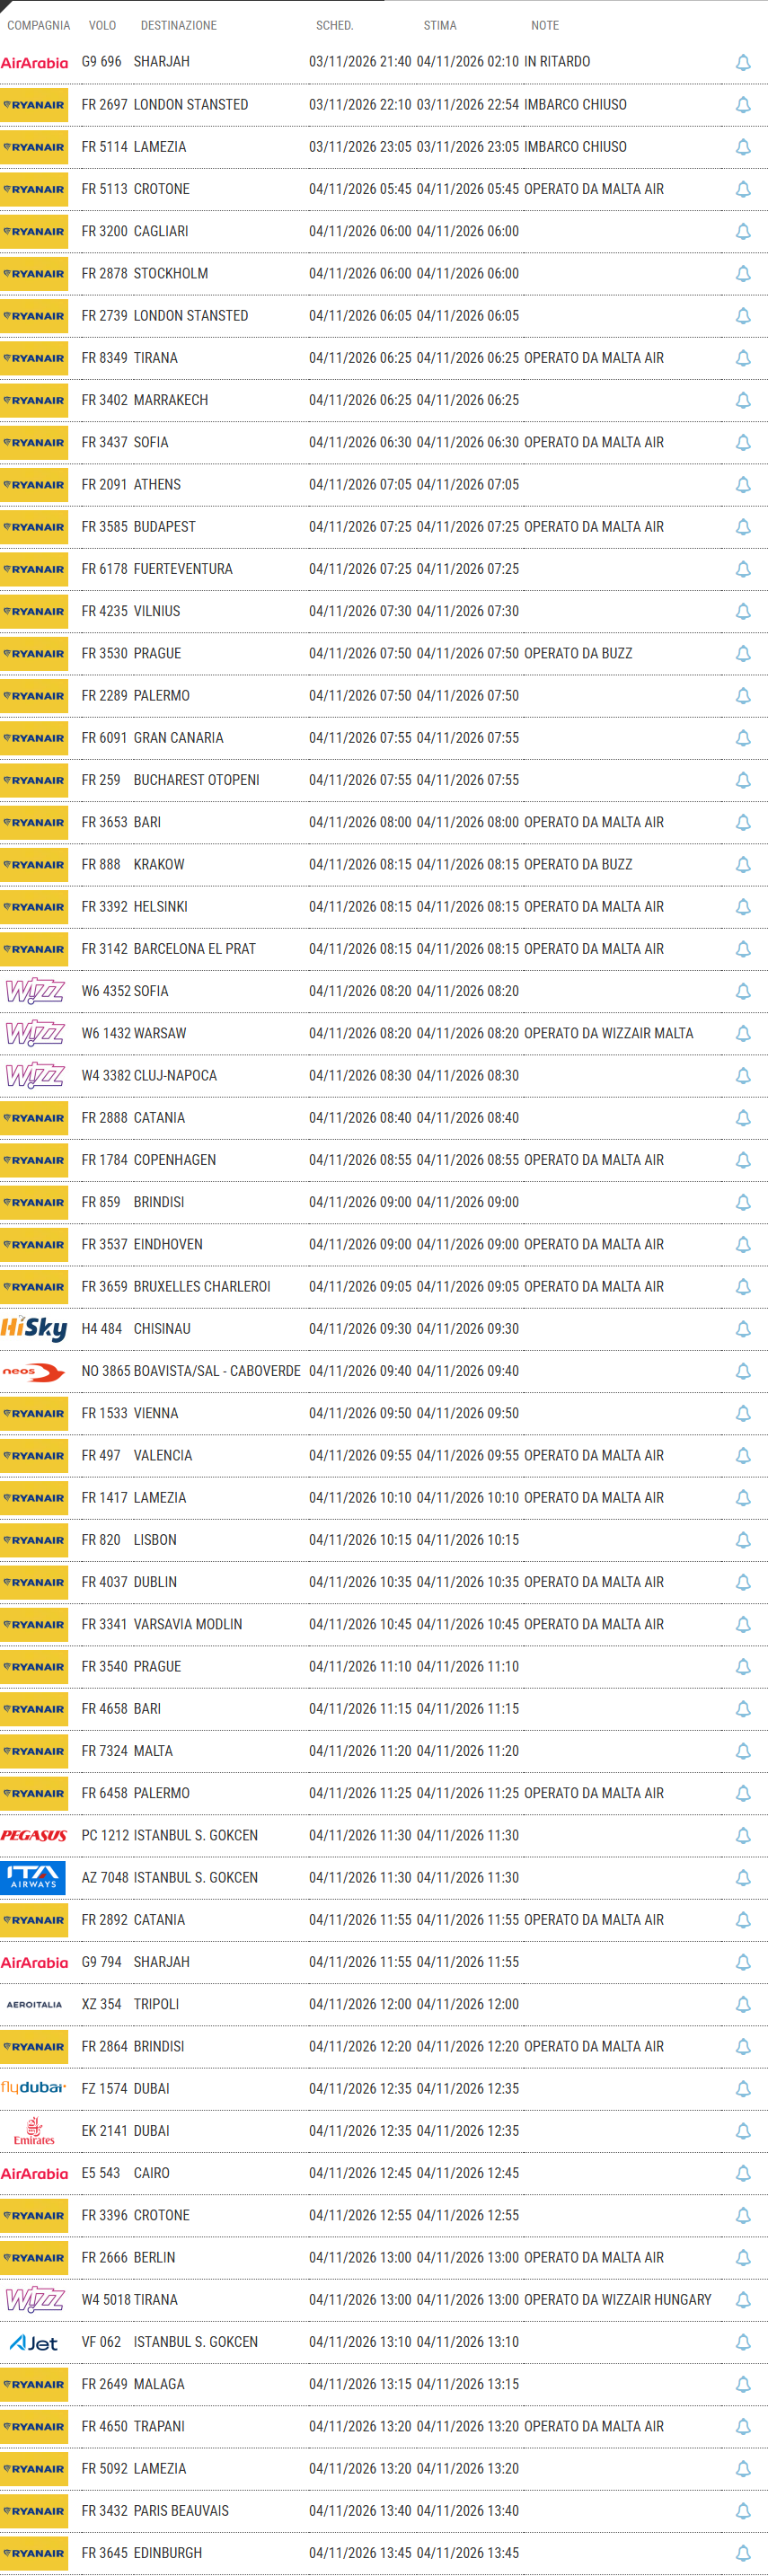 COMPAGNIA VOLO DESTINAZIONE SCHED. STIMA NOTE
AirArabia G9 696 SHARJAH 03/11/2026 21:40 04/11/2026 02:10 IN RITARDO
RYANAIR FR 2697 LONDON STANSTED 03/11/2026 22:10 03/11/2026 22:54 IMBARCO CHIUSO
RYANAIR FR 5114 LAMEZIA 03/11/2026 23:05 03/11/2026 23:05 IMBARCO CHIUSO
RYANAIR FR 5113 CROTONE 04/11/2026 05:45 04/11/2026 05:45 OPERATO DA MALTA AIR
RYANAIR FR 3200 CAGLIARI 04/11/2026 06:00 04/11/2026 06:00
RYANAIR FR 2878 STOCKHOLM 04/11/2026 06:00 04/11/2026 06:00
RYANAIR FR 2739 LONDON STANSTED 04/11/2026 06:05 04/11/2026 06:05
RYANAIR FR 8349 TIRANA 04/11/2026 06:25 04/11/2026 06:25 OPERATO DA MALTA AIR
RYANAIR FR 3402 MARRAKECH 04/11/2026 06:25 04/11/2026 06:25
RYANAIR FR 3437 SOFIA 04/11/2026 06:30 04/11/2026 06:30 OPERATO DA MALTA AIR
RYANAIR FR 2091 ATHENS 04/11/2026 07:05 04/11/2026 07:05
RYANAIR FR 3585 BUDAPEST 04/11/2026 07:25 04/11/2026 07:25 OPERATO DA MALTA AIR
RYANAIR FR 6178 FUERTEVENTURA 04/11/2026 07:25 04/11/2026 07:25
RYANAIR FR 4235 VILNIUS 04/11/2026 07:30 04/11/2026 07:30
RYANAIR FR 3530 PRAGUE 04/11/2026 07:50 04/11/2026 07:50 OPERATO DA BUZZ
RYANAIR FR 2289 PALERMO 04/11/2026 07:50 04/11/2026 07:50
RYANAIR FR 6091 GRAN CANARIA 04/11/2026 07:55 04/11/2026 07:55
RYANAIR FR 259 BUCHAREST OTOPENI 04/11/2026 07:55 04/11/2026 07:55
RYANAIR FR 3653 BARI 04/11/2026 08:00 04/11/2026 08:00 OPERATO DA MALTA AIR
RYANAIR FR 888 KRAKOW 04/11/2026 08:15 04/11/2026 08:15 OPERATO DA BUZZ
RYANAIR FR 3392 HELSINKI 04/11/2026 08:15 04/11/2026 08:15 OPERATO DA MALTA AIR
RYANAIR FR 3142 BARCELONA EL PRAT 04/11/2026 08:15 04/11/2026 08:15 OPERATO DA MALTA AIR
WIZZ W6 4352 SOFIA 04/11/2026 08:20 04/11/2026 08:20
WIZZ W6 1432 WARSAW 04/11/2026 08:20 04/11/2026 08:20 OPERATO DA WIZZAIR MALTA
WIZZ W4 3382 CLUJ-NAPOCA 04/11/2026 08:30 04/11/2026 08:30
RYANAIR FR 2888 CATANIA 04/11/2026 08:40 04/11/2026 08:40
RYANAIR FR 1784 COPENHAGEN 04/11/2026 08:55 04/11/2026 08:55 OPERATO DA MALTA AIR
RYANAIR FR 859 BRINDISI 04/11/2026 09:00 04/11/2026 09:00
RYANAIR FR 3537 EINDHOVEN 04/11/2026 09:00 04/11/2026 09:00 OPERATO DA MALTA AIR
RYANAIR FR 3659 BRUXELLES CHARLEROI 04/11/2026 09:05 04/11/2026 09:05 OPERATO DA MALTA AIR
HiSky H4 484 CHISINAU 04/11/2026 09:30 04/11/2026 09:30
neos NO 3865 BOAVISTA/SAL - CABOVERDE 04/11/2026 09:40 04/11/2026 09:40
RYANAIR FR 1533 VIENNA 04/11/2026 09:50 04/11/2026 09:50
RYANAIR FR 497 VALENCIA 04/11/2026 09:55 04/11/2026 09:55 OPERATO DA MALTA AIR
RYANAIR FR 1417 LAMEZIA 04/11/2026 10:10 04/11/2026 10:10 OPERATO DA MALTA AIR
RYANAIR FR 820 LISBON 04/11/2026 10:15 04/11/2026 10:15
RYANAIR FR 4037 DUBLIN 04/11/2026 10:35 04/11/2026 10:35 OPERATO DA MALTA AIR
RYANAIR FR 3341 VARSAVIA MODLIN 04/11/2026 10:45 04/11/2026 10:45 OPERATO DA MALTA AIR
RYANAIR FR 3540 PRAGUE 04/11/2026 11:10 04/11/2026 11:10
RYANAIR FR 4658 BARI 04/11/2026 11:15 04/11/2026 11:15
RYANAIR FR 7324 MALTA 04/11/2026 11:20 04/11/2026 11:20
RYANAIR FR 6458 PALERMO 04/11/2026 11:25 04/11/2026 11:25 OPERATO DA MALTA AIR
PEGASUS PC 1212 ISTANBUL S. GOKCEN 04/11/2026 11:30 04/11/2026 11:30
ITA AIRWAYS AZ 7048 ISTANBUL S. GOKCEN 04/11/2026 11:30 04/11/2026 11:30
RYANAIR FR 2892 CATANIA 04/11/2026 11:55 04/11/2026 11:55 OPERATO DA MALTA AIR
AirArabia G9 794 SHARJAH 04/11/2026 11:55 04/11/2026 11:55
AEROITALIA XZ 354 TRIPOLI 04/11/2026 12:00 04/11/2026 12:00
RYANAIR FR 2864 BRINDISI 04/11/2026 12:20 04/11/2026 12:20 OPERATO DA MALTA AIR
flydubai FZ 1574 DUBAI 04/11/2026 12:35 04/11/2026 12:35
Emirates EK 2141 DUBAI 04/11/2026 12:35 04/11/2026 12:35
AirArabia E5 543 CAIRO 04/11/2026 12:45 04/11/2026 12:45
RYANAIR FR 3396 CROTONE 04/11/2026 12:55 04/11/2026 12:55
RYANAIR FR 2666 BERLIN 04/11/2026 13:00 04/11/2026 13:00 OPERATO DA MALTA AIR
WIZZ W4 5018 TIRANA 04/11/2026 13:00 04/11/2026 13:00 OPERATO DA WIZZAIR HUNGARY
AJet VF 062 ISTANBUL S. GOKCEN 04/11/2026 13:10 04/11/2026 13:10
RYANAIR FR 2649 MALAGA 04/11/2026 13:15 04/11/2026 13:15
RYANAIR FR 4650 TRAPANI 04/11/2026 13:20 04/11/2026 13:20 OPERATO DA MALTA AIR
RYANAIR FR 5092 LAMEZIA 04/11/2026 13:20 04/11/2026 13:20
RYANAIR FR 3432 PARIS BEAUVAIS 04/11/2026 13:40 04/11/2026 13:40
RYANAIR FR 3645 EDINBURGH 04/11/2026 13:45 04/11/2026 13:45